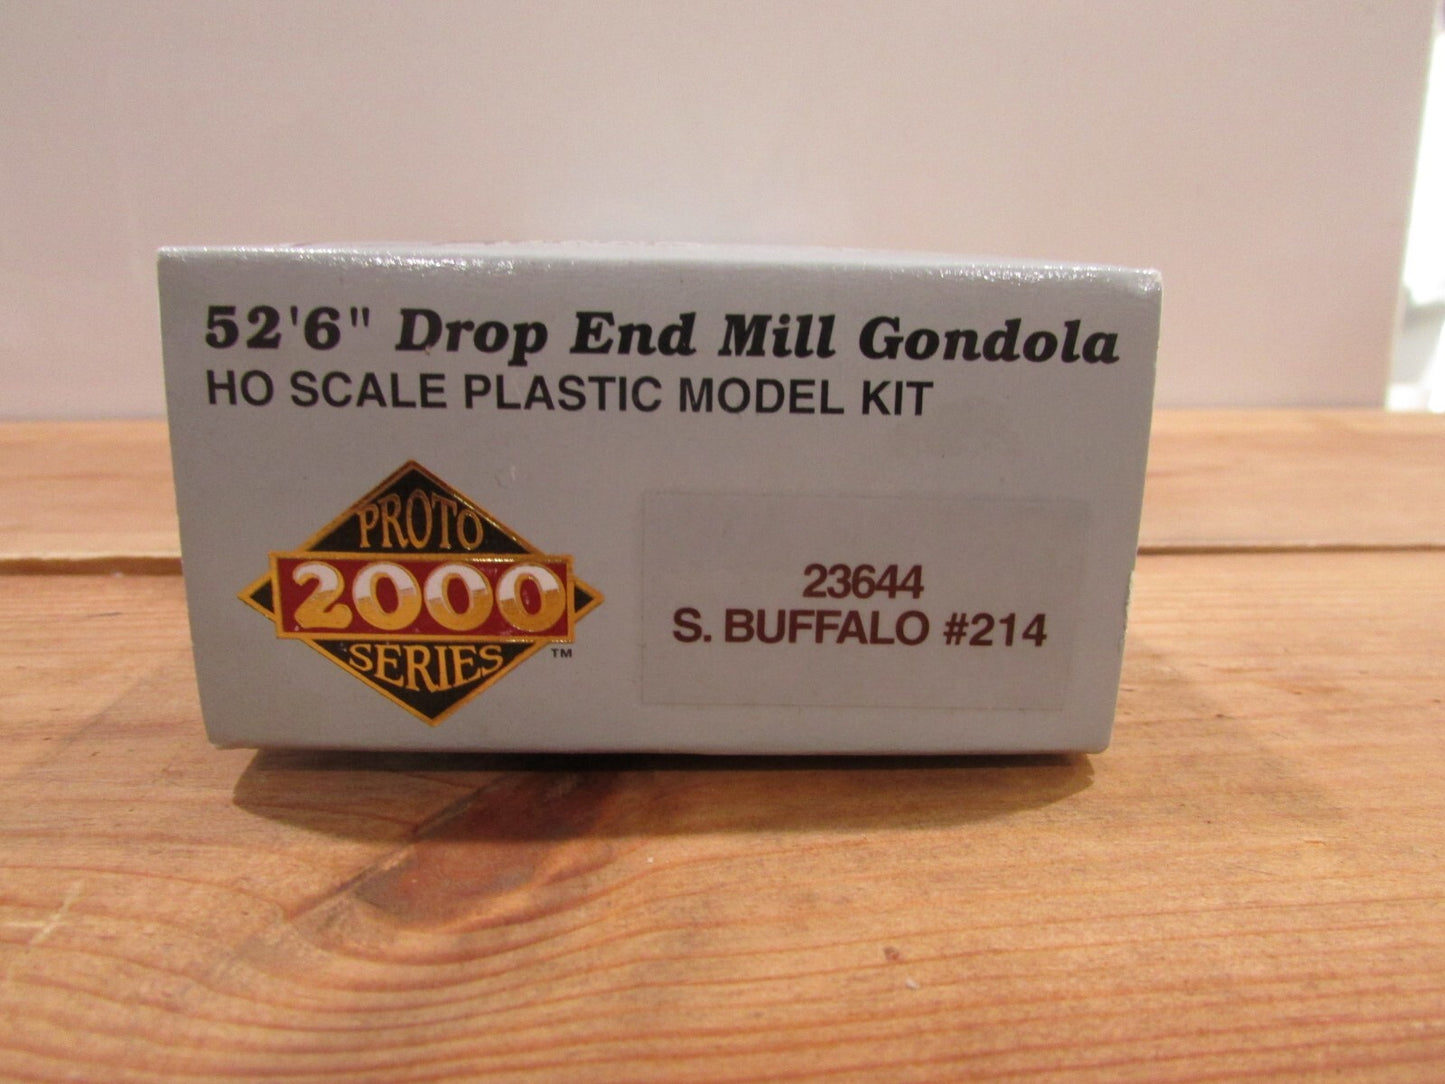 52'6" Drop End Mill Gondola
HO SCALE PLASTIC MODEL KIT
PROTO
2000
SERIES
™
23644
S. BUFFALO #214